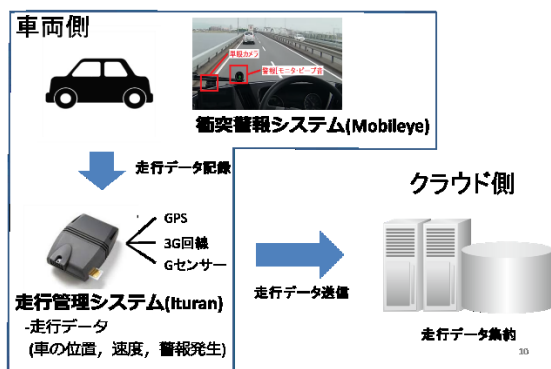 車両側
単眼カメラ
警報(モニタ・ビープ音
衝突警報システム(Mobileye)
走行データ記録
GPS
3G回線
Gセンサー
走行管理システム(Ituran)
-走行データ
(車の位置，速度，警報発生)
走行データ送信
クラウド側
走行データ集約
10